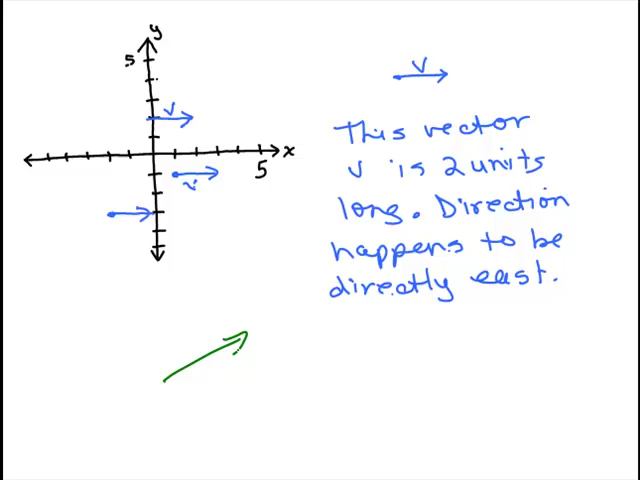 y
5
V
x
5
v
V
This vector
v is 2 units
long. Direction
happens to be
directly east.